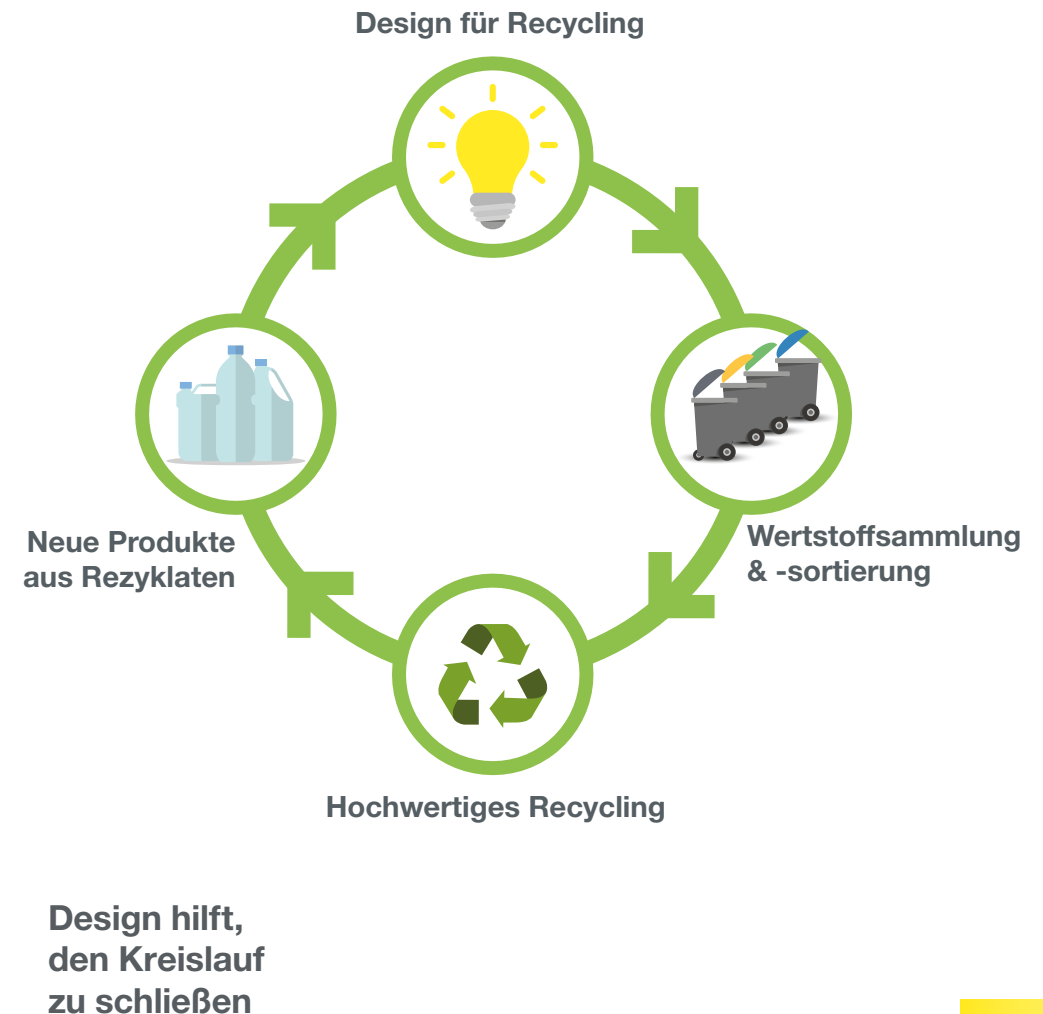 Design für Recycling
Neue Produkte
aus Rezyklaten
Wertstoffsammlung
& -sortierung
Hochwertiges Recycling
Design hilft,
den Kreislauf
zu schließen